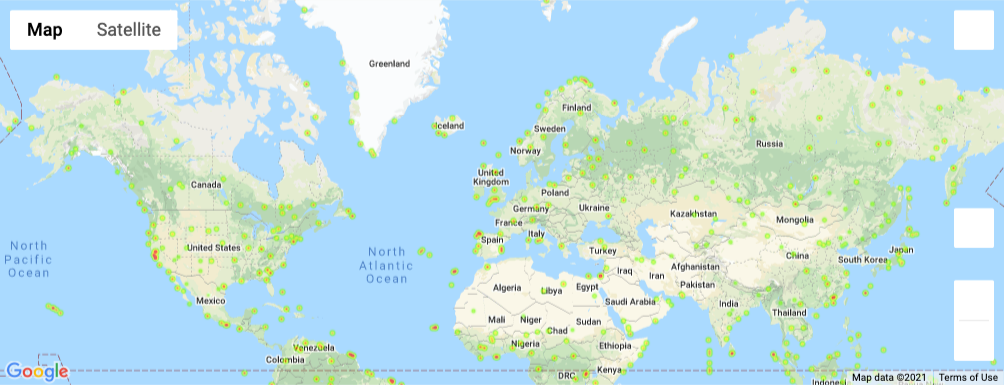 Map
Satellite
Greenland
Iceland
Finland
Sweden
Norway
Russia
United
Kingdom
Canada
Poland
Germany
Ukraine
Kazakhstan
Mongolia
France
Italy
Spain
United States
North
Pacific
Ocean
North
Atlantic
Ocean
Turkey
China
Japan
South Korea
Iraq
Iran
Afghanistan
Pakistan
Algeria
Libya
Egypt
Saudi Arabia
India
Mexico
Mali
Niger
Chad
Sudan
Thailand
Nigeria
Ethiopia
Venezuela
Colombia
DRC
Kenya
Indone
Google
Map data ©2021
Terms of Use